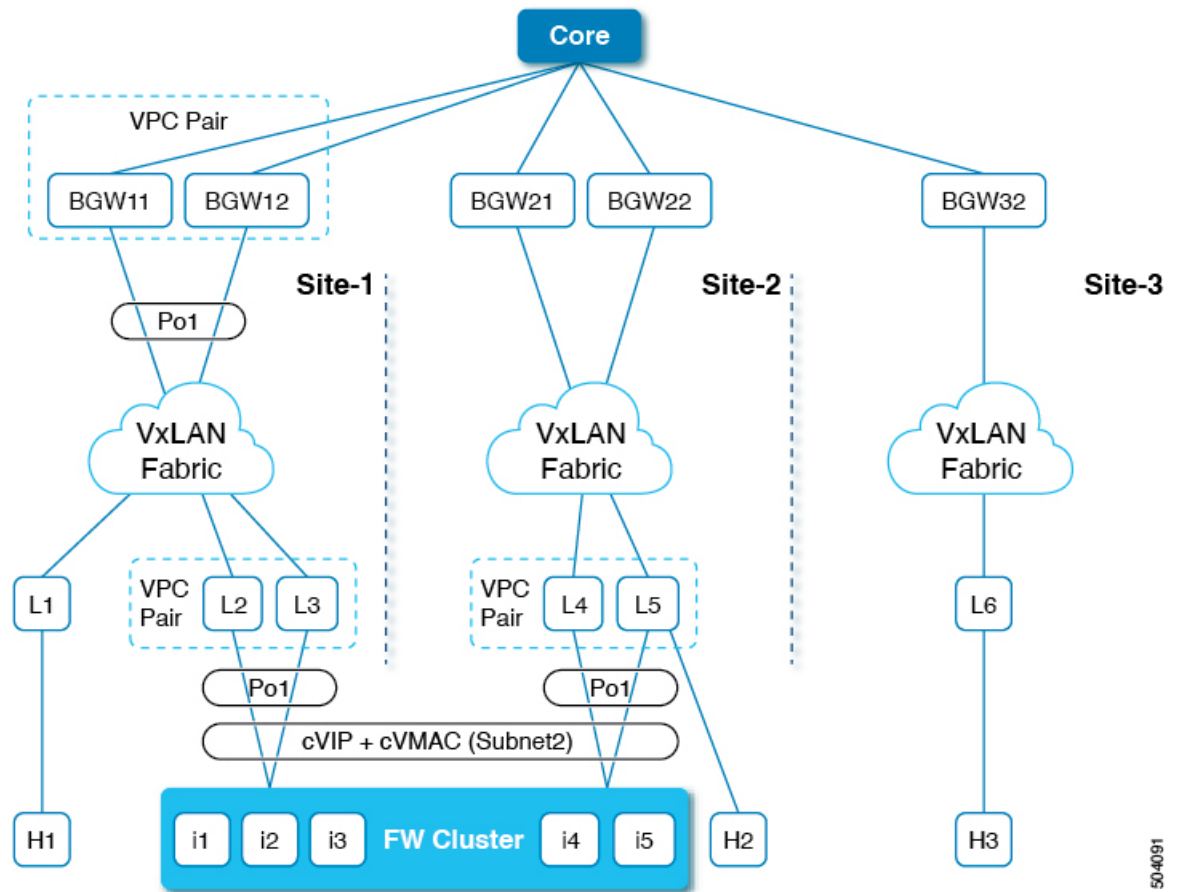 Core
VPC Pair
BGW11
BGW12
BGW21
BGW22
BGW32
Site-1
Site-2
Site-3
Po1
VxLAN
Fabric
VxLAN
Fabric
VxLAN
Fabric
L1
VPC
Pair
L2
L3
VPC
Pair
L4
L5
L6
Po1
Po1
cVIP + cVMAC (Subnet2)
H1
i1
i2
i3
FW Cluster
i4
i5
H2
H3
504091